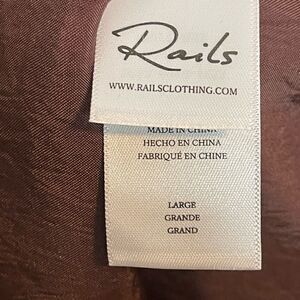 Rails
WWW.RAILSCLOTHING.COM
MADE IN CHINA
HECHO EN CHINA
FABRIQUÉ EN CHINE
LARGE
GRANDE
GRAND